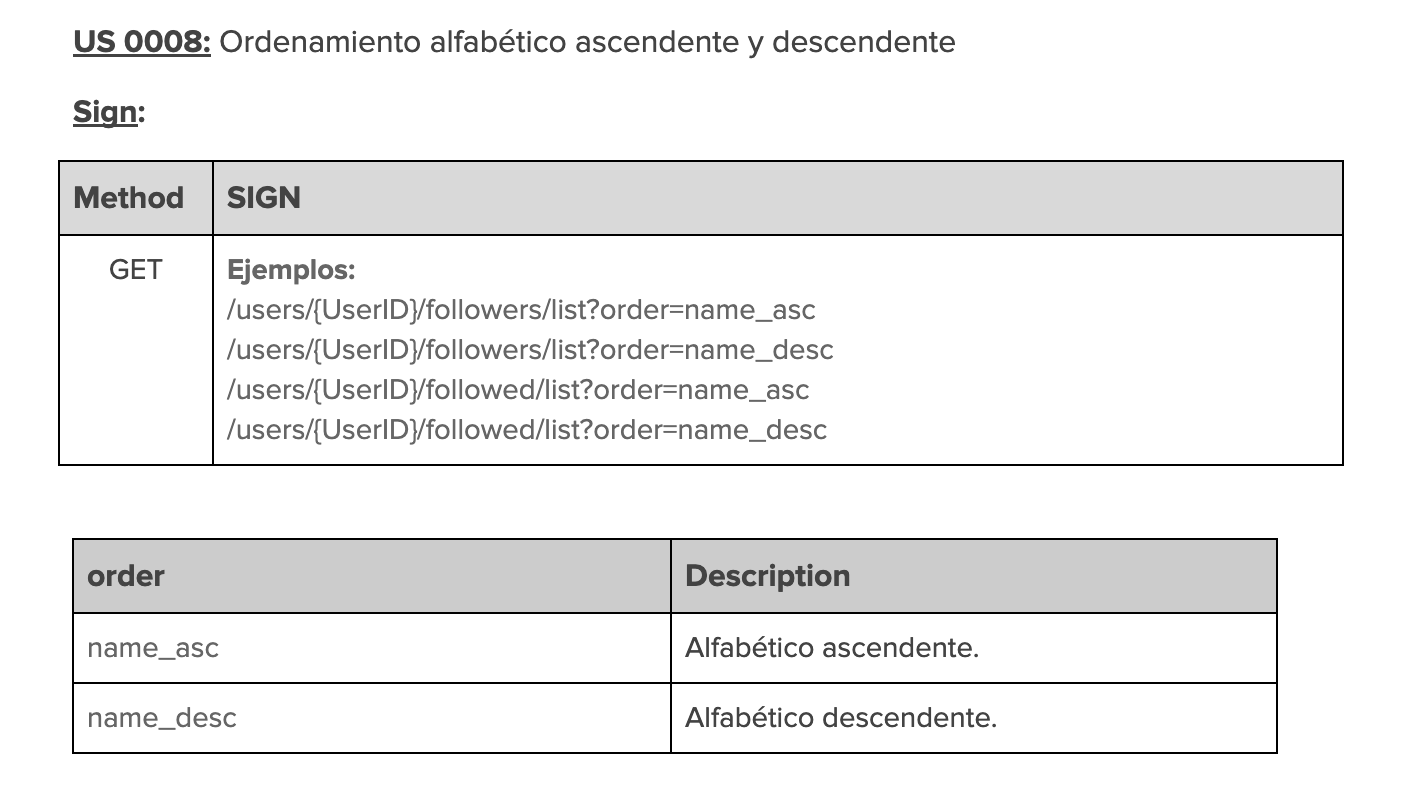 US 0008: Ordenamiento alfabético ascendente y descendente
Sign:
Method SIGN
GET Ejemplos:
/users/{UserID}/followers/list?order=name_asc
/users/{UserID}/followers/list?order=name_desc
/users/{UserID}/followed/list?order=name_asc
/users/{UserID}/followed/list?order=name_desc
order Description
name_asc Alfabético ascendente.
name_desc Alfabético descendente.